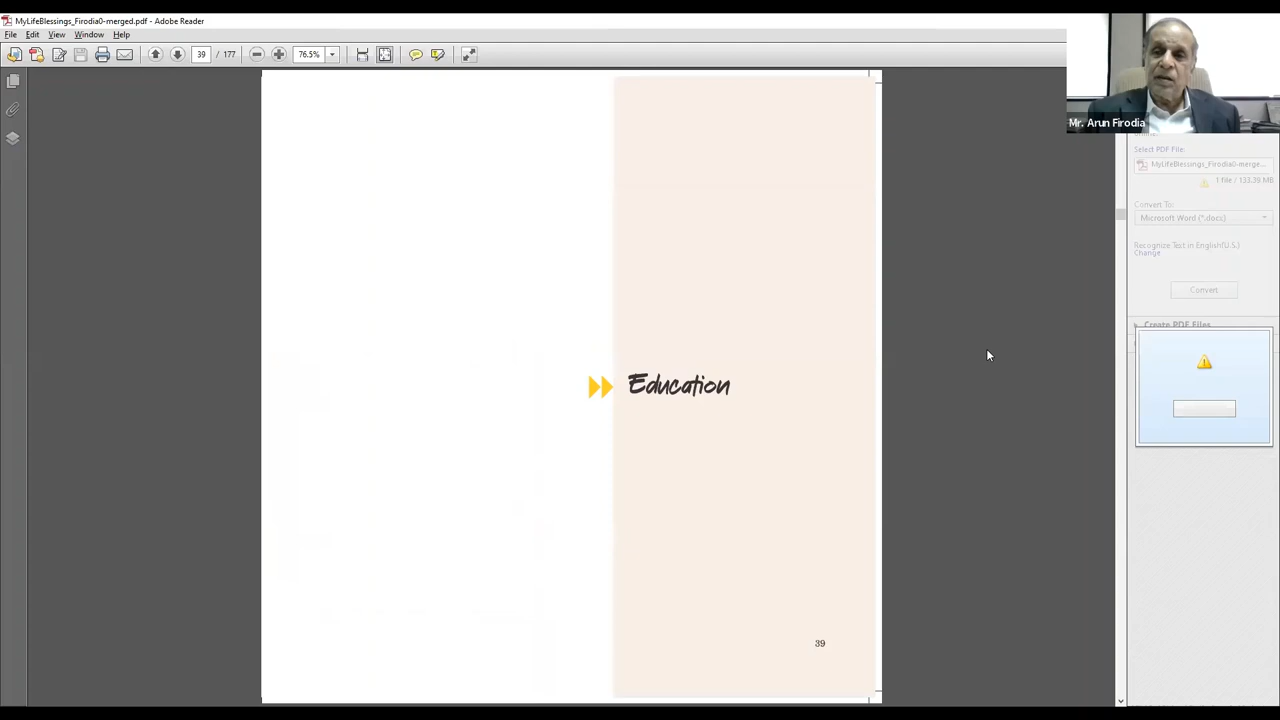 MyLifeBlessings_Firodia0-merged.pdf - Adobe Reader
File Edit View Window Help
39 / 177 76.5%
Mr. Arun Firodia
Select PDF File:
MyLifeBlessings_Firodia0-merge...
1 file / 133.39 MB
Convert To:
Microsoft Word (*.docx)
Recognize Text in English(U.S.)
Change
Convert
Create PDF Files
Education
39